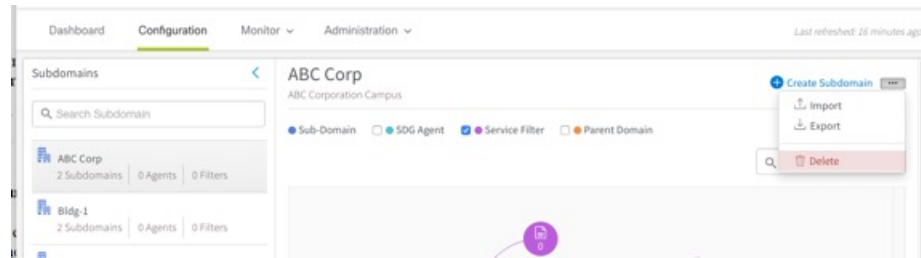 Dashboard Configuration Monitor Administration Last refreshed: 16 minutes ago
Subdomains
Search Subdomain
ABC Corp
2 Subdomains 0 Agents 0 Filters
Bldg-1
2 Subdomains 0 Agents 0 Filters
ABC Corp
ABC Corporation Campus
Create Subdomain
Import
Export
Delete
Sub-Domain SDG Agent Service Filter Parent Domain
0